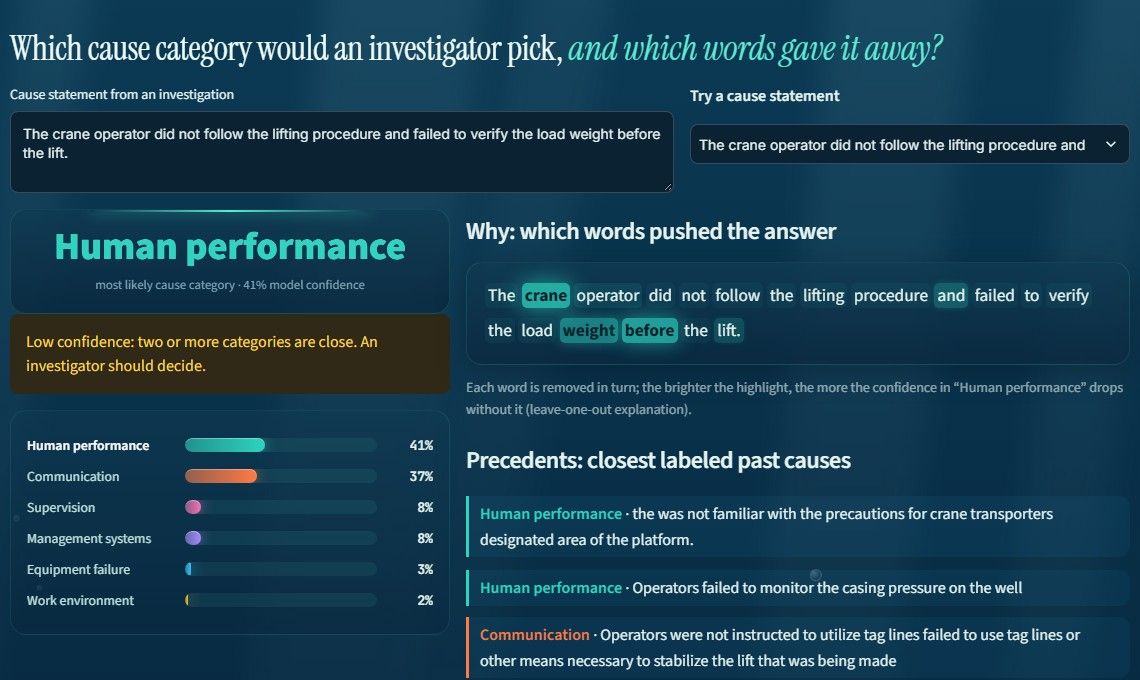 Which cause category would an investigator pick, and which words gave it away?
Cause statement from an investigation
Try a cause statement
The crane operator did not follow the lifting procedure and failed to verify the load weight before
the lift.
The crane operator did not follow the lifting procedure and
Human performance
most likely cause category · 41% model confidence
Low confidence: two or more categories are close. An
investigator should decide.
Human performance 41%
Communication 37%
Supervision 8%
Management systems 8%
Equipment failure 3%
Work environment 2%
Why: which words pushed the answer
The crane operator did not follow the lifting procedure and failed to verify
the load weight before the lift.
Each word is removed in turn; the brighter the highlight, the more the confidence in “Human performance” drops
without it (leave-one-out explanation).
Precedents: closest labeled past causes
Human performance · the was not familiar with the precautions for crane transporters
designated area of the platform.
Human performance · Operators failed to monitor the casing pressure on the well
Communication · Operators were not instructed to utilize tag lines failed to use tag lines or
other means necessary to stabilize the lift that was being made